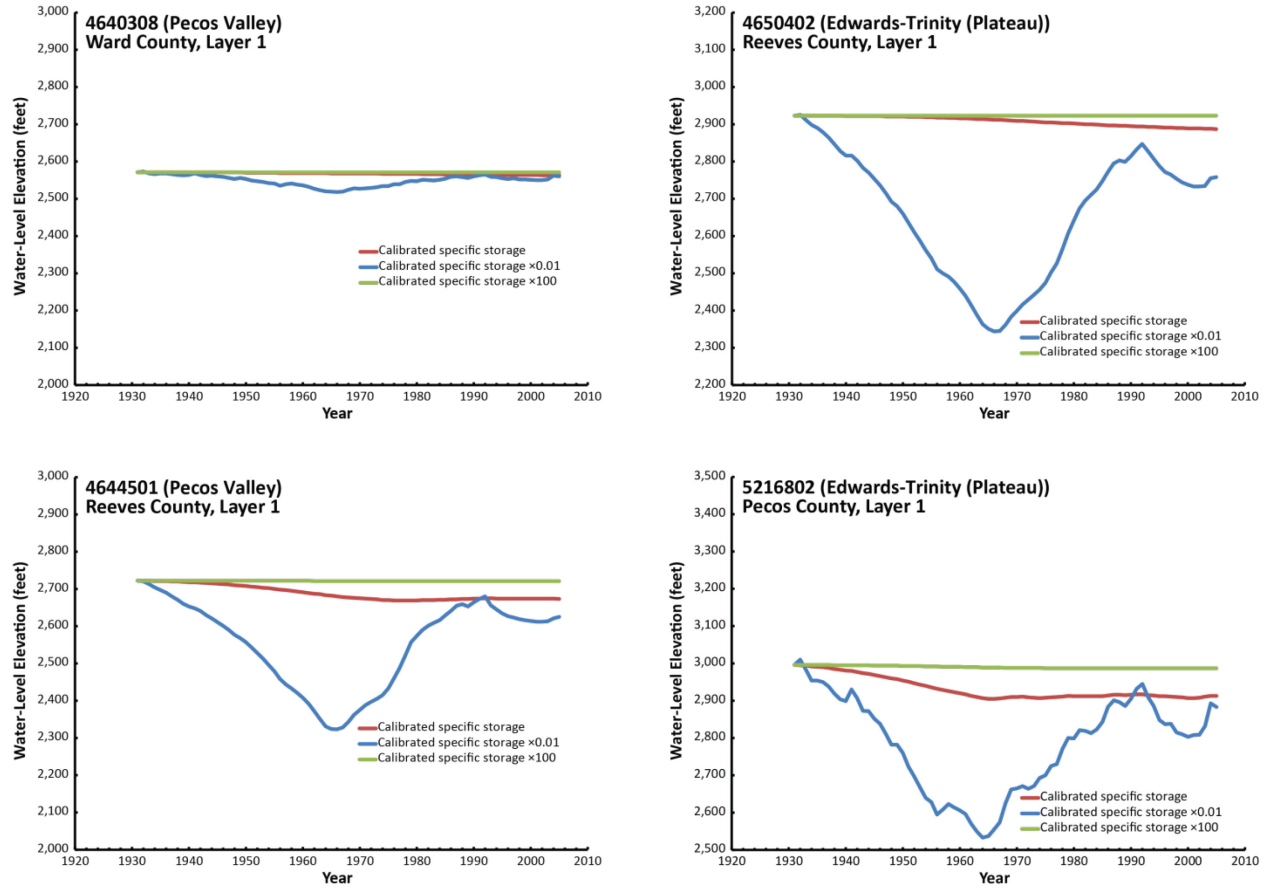 4640308 (Pecos Valley)
Ward County, Layer 1
Water-Level Elevation (feet)
3,000
2,900
2,800
2,700
2,600
2,500
2,400
2,300
2,200
2,100
2,000
Calibrated specific storage
Calibrated specific storage ×0.01
Calibrated specific storage ×100
1920 1930 1940 1950 1960 1970 1980 1990 2000 2010
Year
4650402 (Edwards-Trinity (Plateau))
Reeves County, Layer 1
Water-Level Elevation (feet)
3,200
3,100
3,000
2,900
2,800
2,700
2,600
2,500
2,400
2,300
2,200
Calibrated specific storage
Calibrated specific storage ×0.01
Calibrated specific storage ×100
1920 1930 1940 1950 1960 1970 1980 1990 2000 2010
Year
4644501 (Pecos Valley)
Reeves County, Layer 1
Water-Level Elevation (feet)
3,000
2,900
2,800
2,700
2,600
2,500
2,400
2,300
2,200
2,100
2,000
Calibrated specific storage
Calibrated specific storage ×0.01
Calibrated specific storage ×100
1920 1930 1940 1950 1960 1970 1980 1990 2000 2010
Year
5216802 (Edwards-Trinity (Plateau))
Pecos County, Layer 1
Water-Level Elevation (feet)
3,500
3,400
3,300
3,200
3,100
3,000
2,900
2,800
2,700
2,600
2,500
Calibrated specific storage
Calibrated specific storage ×0.01
Calibrated specific storage ×100
1920 1930 1940 1950 1960 1970 1980 1990 2000 2010
Year